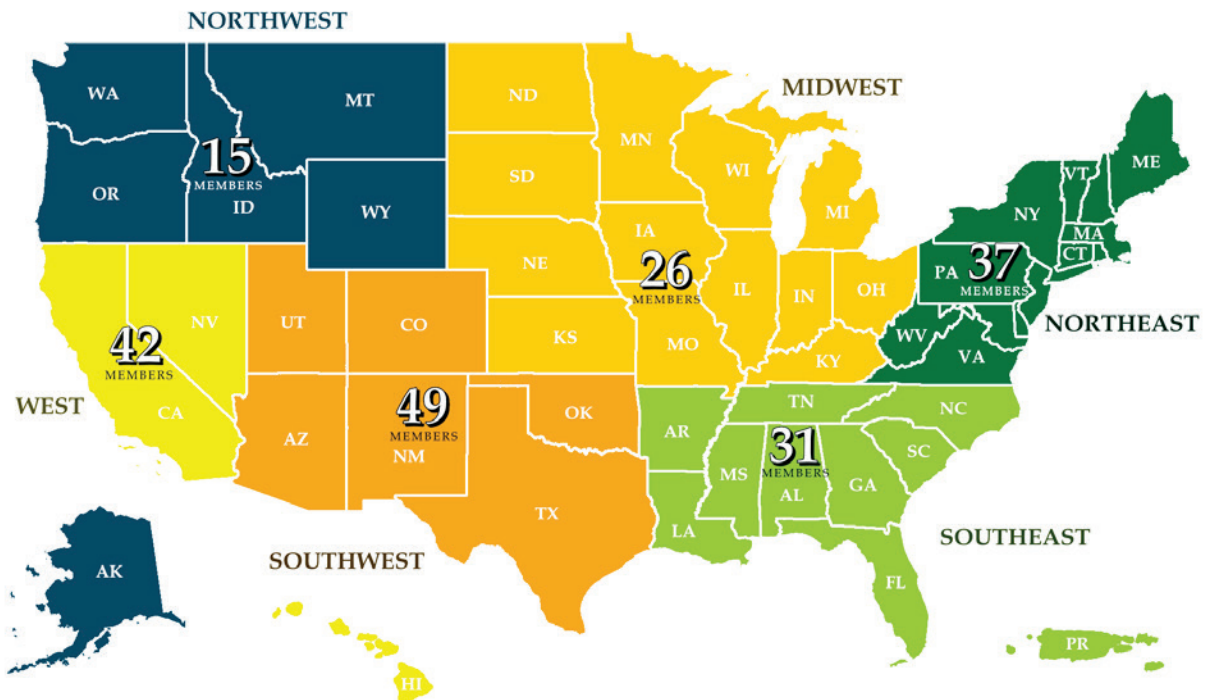 NORTHWEST
MIDWEST
WA
MT
ND
MN
ME
OR
15
MEMBERS
ID
WY
SD
WI
MI
NY
VT
MA
CT
NE
IA
26
MEMBERS
IL
IN
OH
PA
37
MEMBERS
NORTHEAST
NV
UT
CO
KS
MO
KY
WV
VA
42
MEMBERS
WEST
CA
AZ
49
MEMBERS
NM
OK
AR
TN
NC
SC
31
MEMBERS
MS
AL
GA
TX
LA
SOUTHEAST
SOUTHWEST
AK
FL
HI
PR